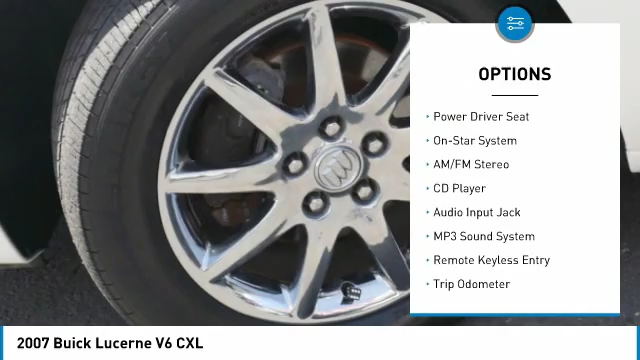 OPTIONS
• Power Driver Seat
• On-Star System
• AM/FM Stereo
• CD Player
• Audio Input Jack
• MP3 Sound System
• Remote Keyless Entry
• Trip Odometer
2007 Buick Lucerne V6 CXL